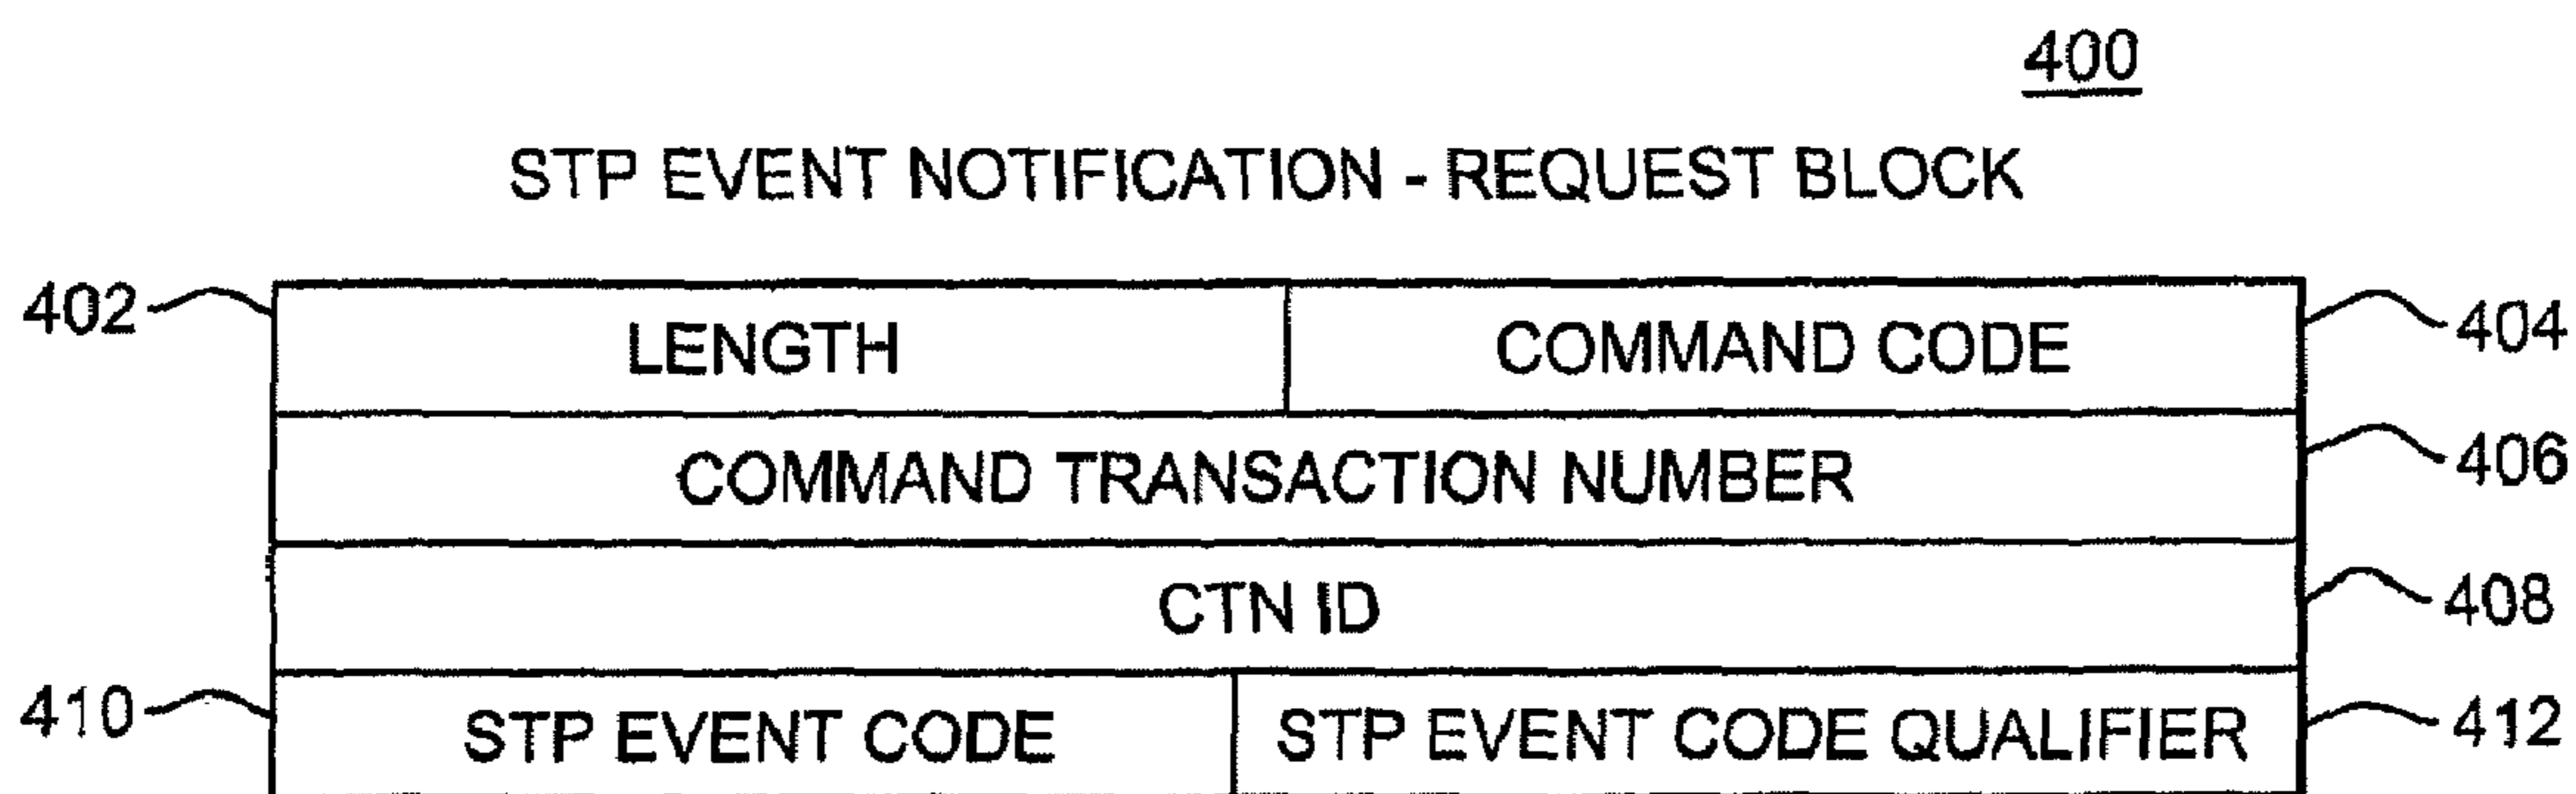 400
STP EVENT NOTIFICATION - REQUEST BLOCK
402 LENGTH COMMAND CODE 404
COMMAND TRANSACTION NUMBER 406
CTN ID 408
410 STP EVENT CODE STP EVENT CODE QUALIFIER 412